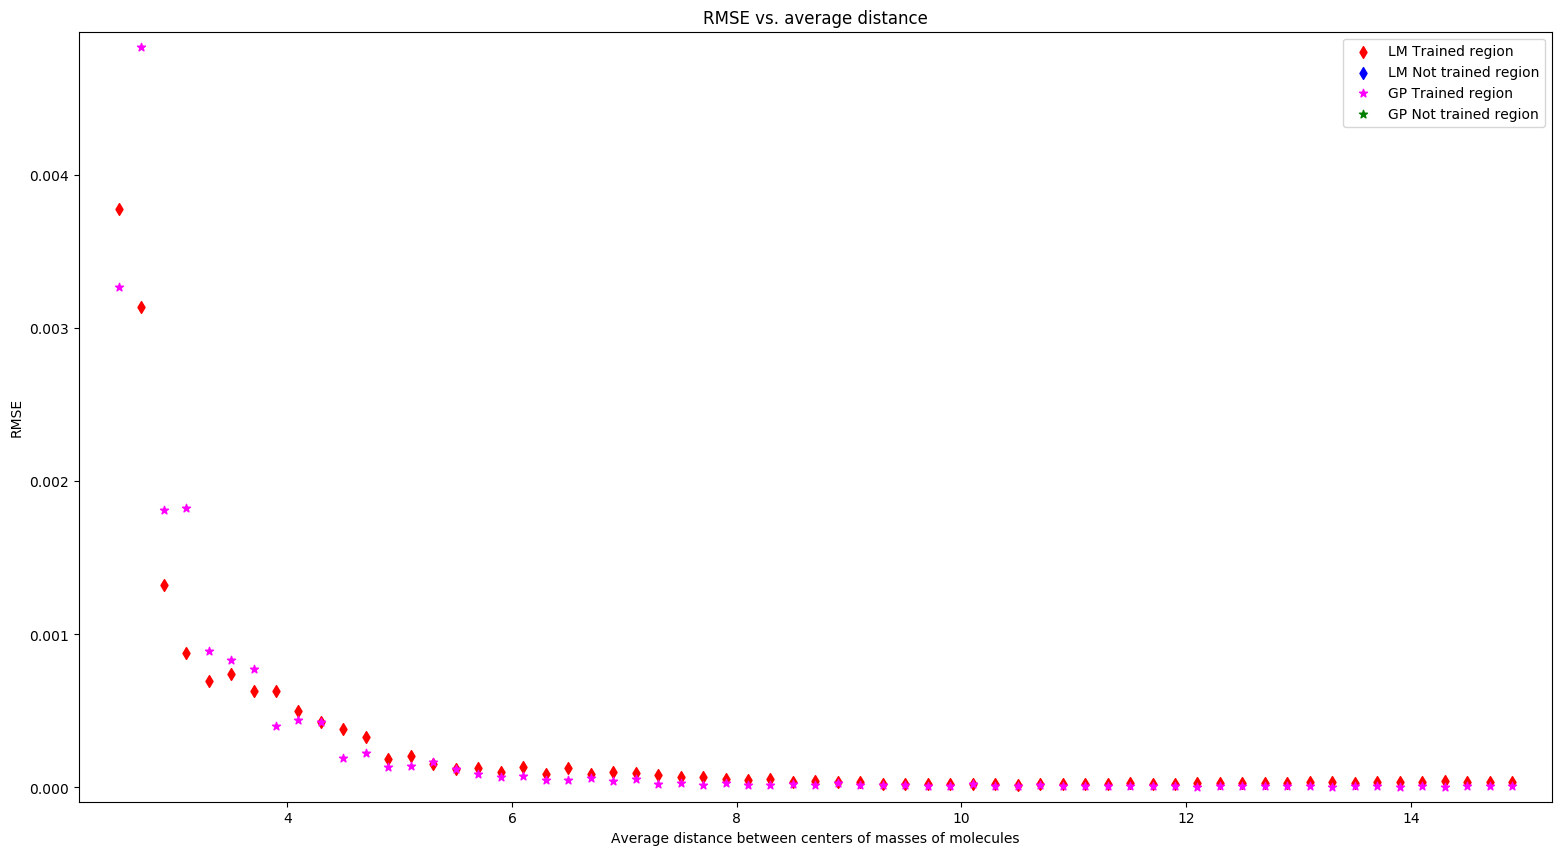 RMSE vs. average distance
LM Trained region
LM Not trained region
GP Trained region
GP Not trained region
0.004
0.003
0.002
0.001
0.000
RMSE
4 6 8 10 12 14
Average distance between centers of masses of molecules